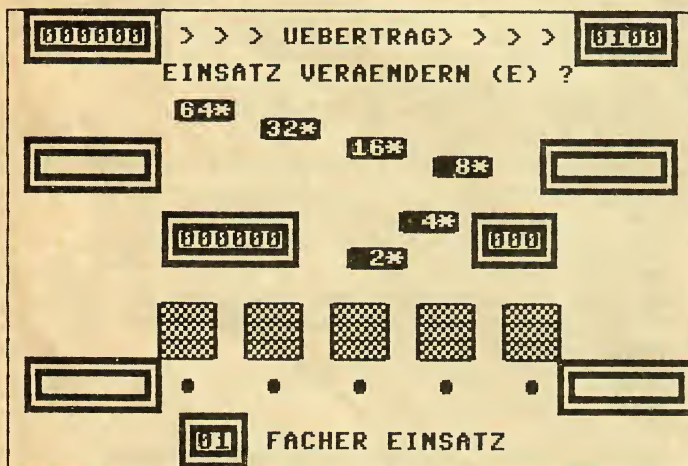 000000 > > > UEBERTRAG> > > > 0100
EINSATZ VERAENDERN (E) ?
64*
32*
16*
8*
4*
000000 000
2*
01 FACHER EINSATZ